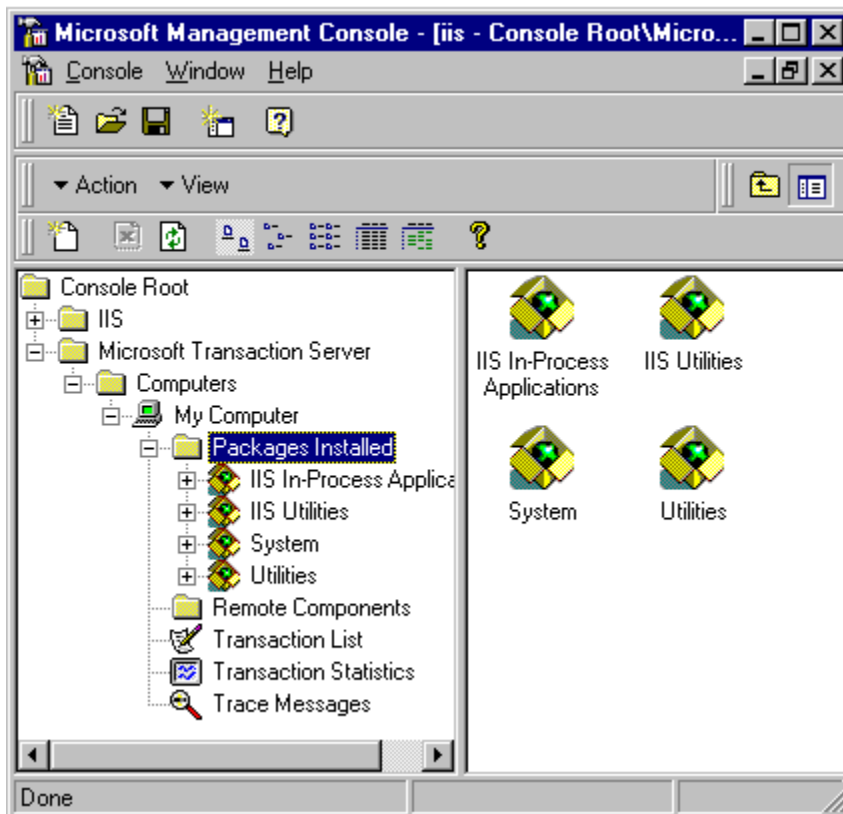 Microsoft Management Console - [iis - Console Root\Micro...
Console Window Help
Action View
Console Root
IIS
Microsoft Transaction Server
Computers
My Computer
Packages Installed
IIS In-Process Applica
IIS Utilities
System
Utilities
Remote Components
Transaction List
Transaction Statistics
Trace Messages
IIS In-Process
Applications
IIS Utilities
System
Utilities
Done